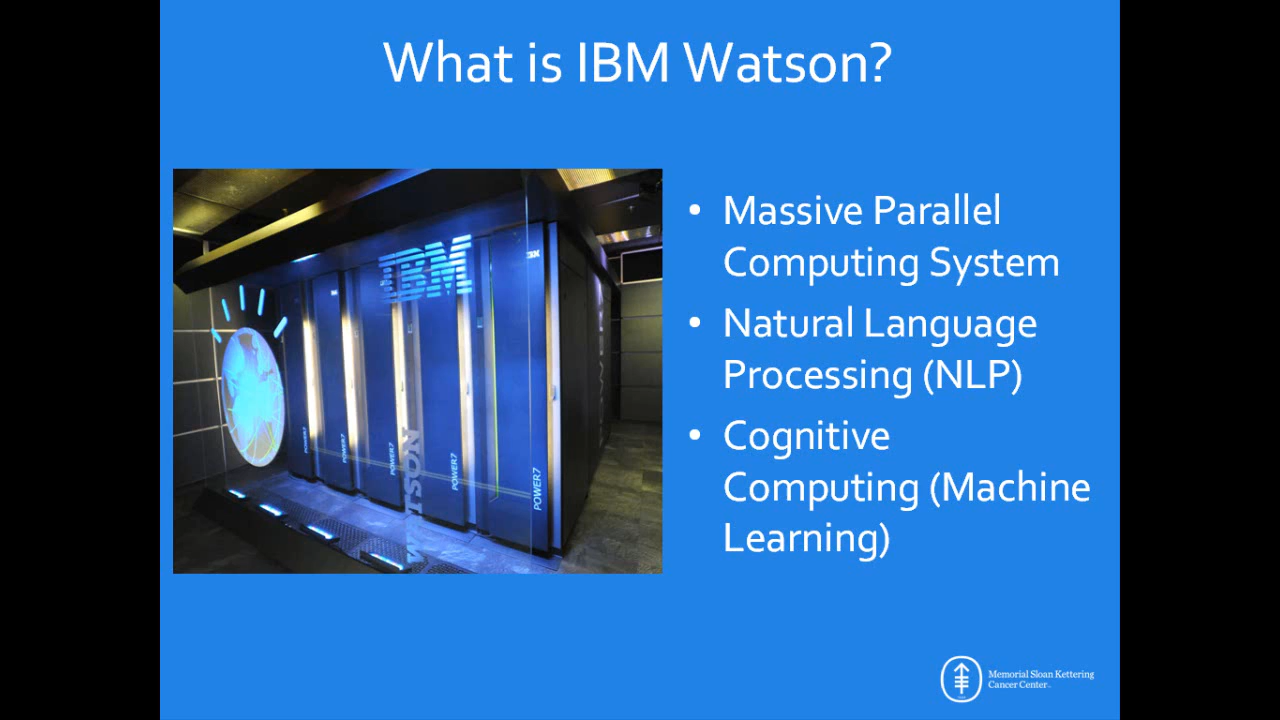 What is IBM Watson?
IBM
POWER7
POWER7
POWER7
POWER7
POWER7
WATSON
• Massive Parallel
Computing System
• Natural Language
Processing (NLP)
• Cognitive
Computing (Machine
Learning)
Memorial Sloan Kettering
Cancer Center